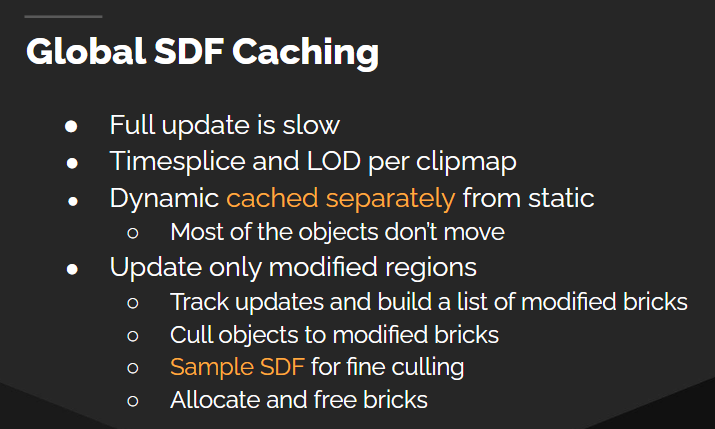 Global SDF Caching
● Full update is slow
● Timesplice and LOD per clipmap
● Dynamic cached separately from static
○ Most of the objects don't move
● Update only modified regions
○ Track updates and build a list of modified bricks
○ Cull objects to modified bricks
○ Sample SDF for fine culling
○ Allocate and free bricks